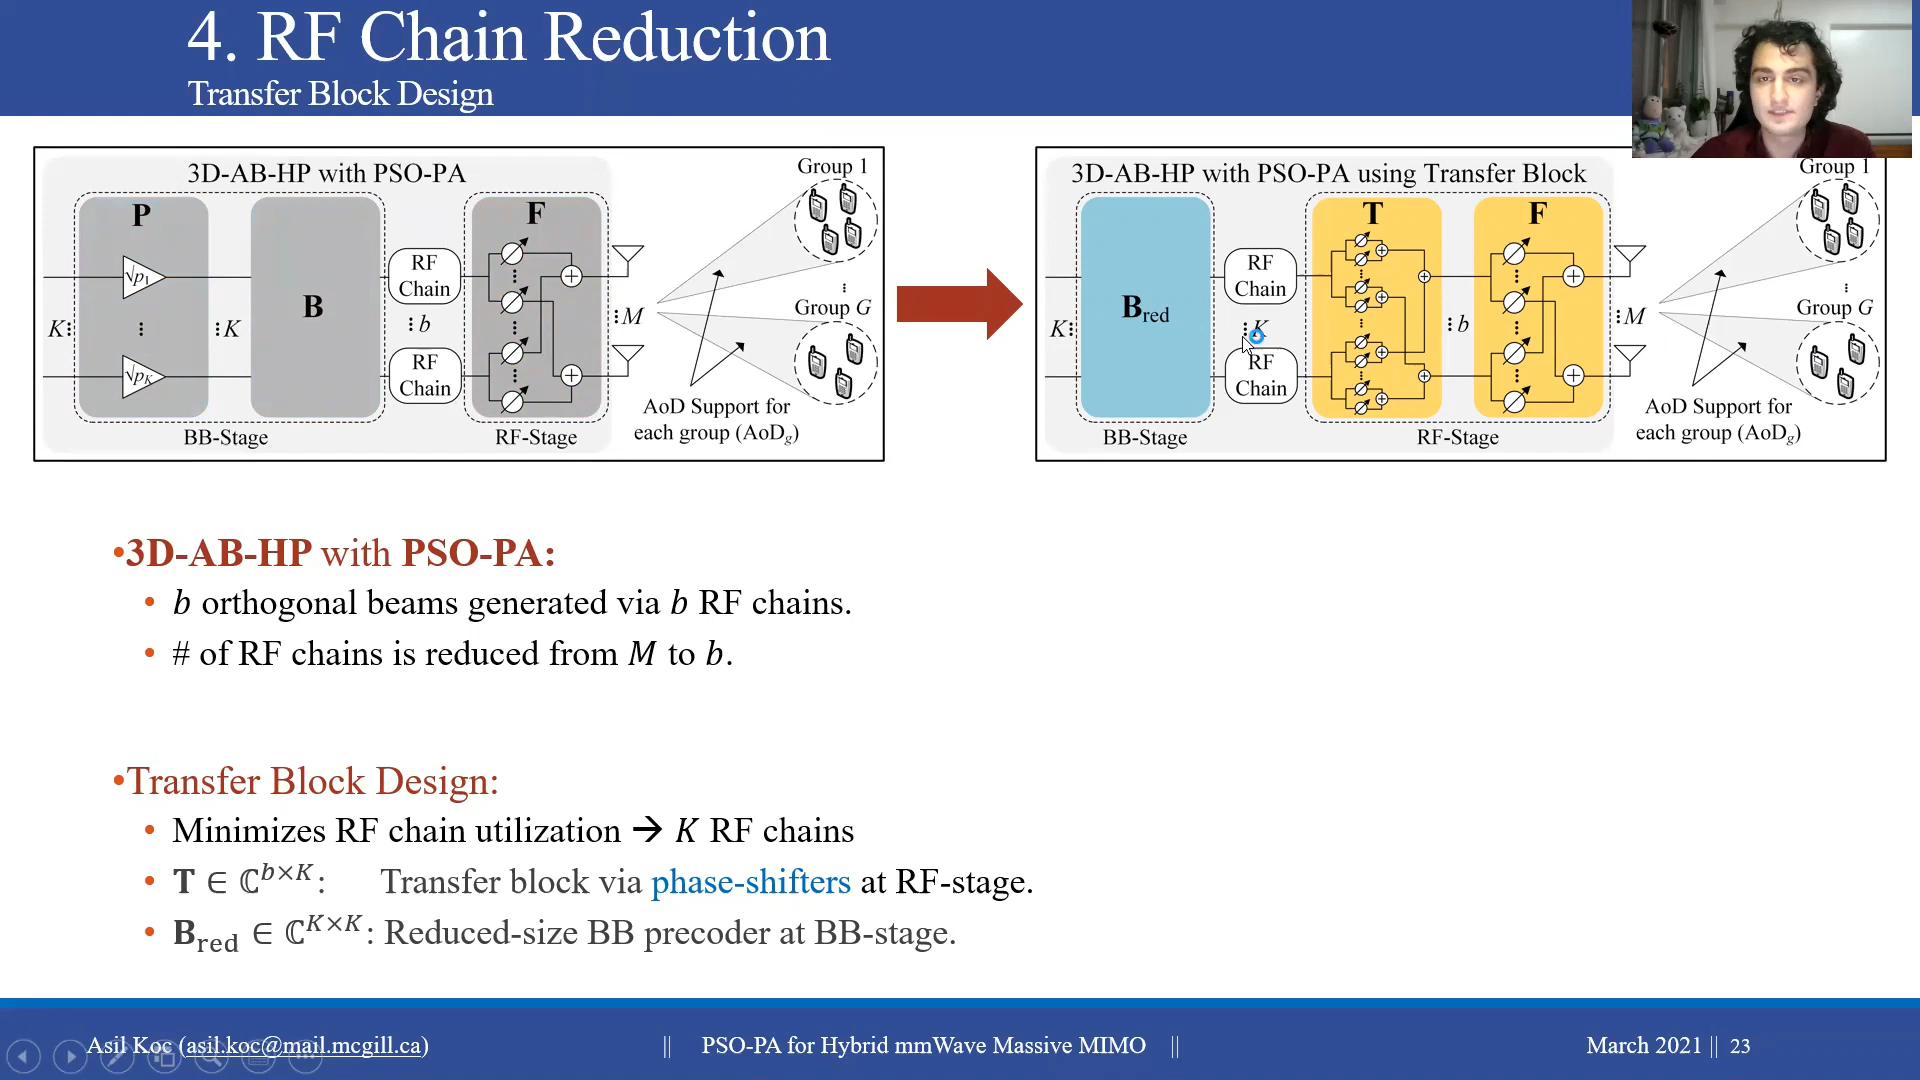 4. RF Chain Reduction
Transfer Block Design
3D-AB-HP with PSO-PA
P
√p1
√pK
K
K
B
BB-Stage
RF
Chain
b
RF
Chain
F
RF-Stage
M
Group 1
Group G
AoD Support for
each group (AoDg)
3D-AB-HP with PSO-PA using Transfer Block
K
Bred
BB-Stage
RF
Chain
K
RF
Chain
T
b
F
RF-Stage
M
Group 1
Group G
AoD Support for
each group (AoDg)
•3D-AB-HP with PSO-PA:
• b orthogonal beams generated via b RF chains.
• # of RF chains is reduced from M to b.
•Transfer Block Design:
• Minimizes RF chain utilization → K RF chains
• T ∈ ℂ^{b×K}: Transfer block via phase-shifters at RF-stage.
• B_red ∈ ℂ^{K×K}: Reduced-size BB precoder at BB-stage.
Asil Koc (asil.koc@mail.mcgill.ca) || PSO-PA for Hybrid mmWave Massive MIMO || March 2021 || 23